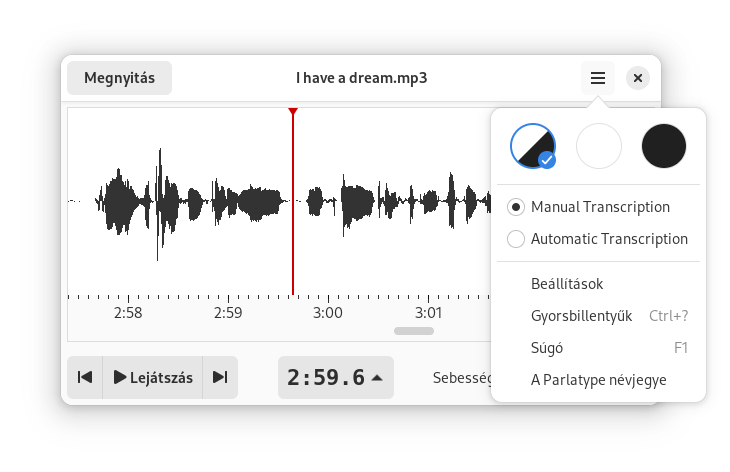 Megnyitás
I have a dream.mp3
Manual Transcription
Automatic Transcription
Beállítások
Gyorsbillentyűk Ctrl+?
Súgó F1
A Parlatype névjegye
2:58 2:59 3:00 3:01
Lejátszás
2:59.6
Sebesség